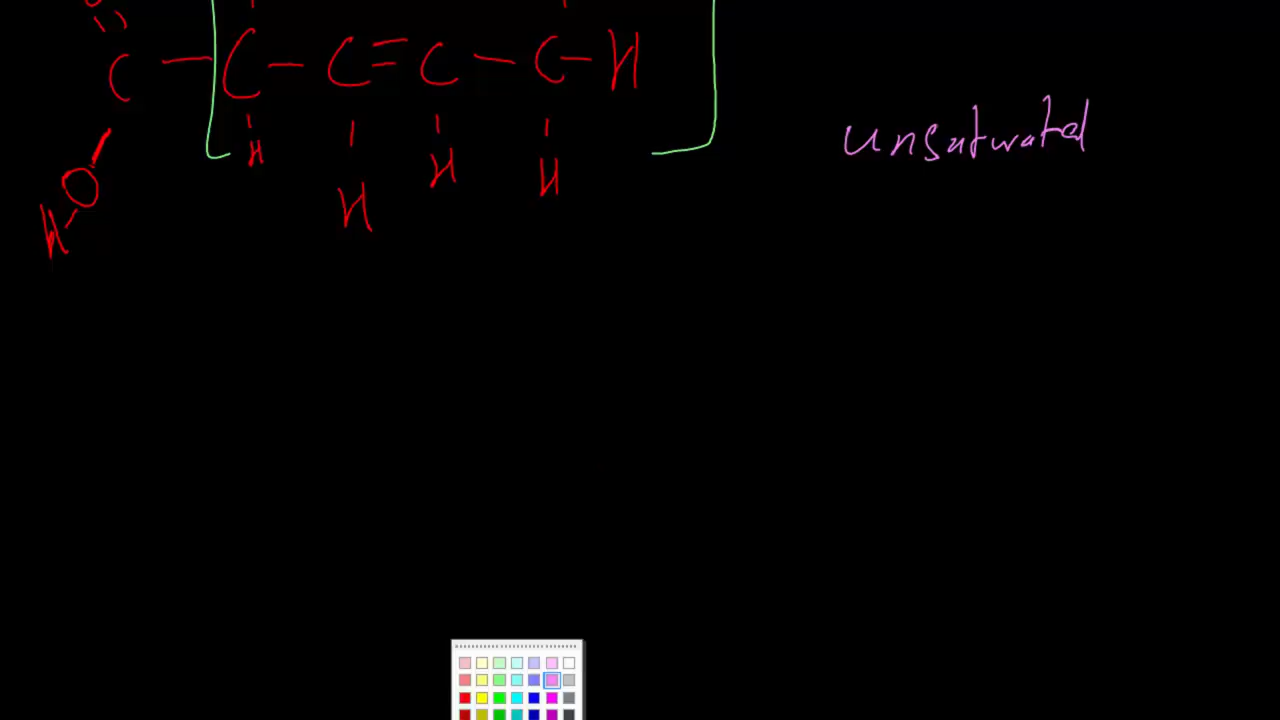 C — C — C = C — C — H unsaturated
H H H H
O
H